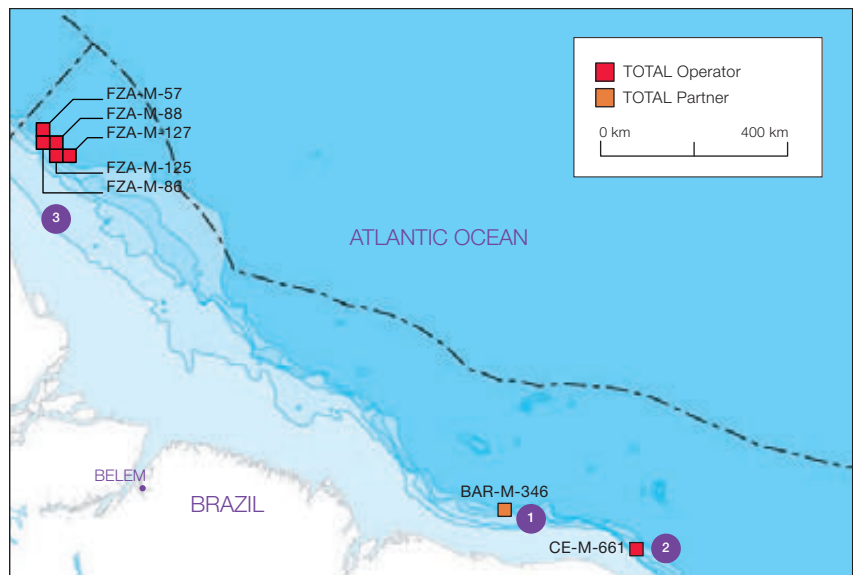 FZA-M-57
FZA-M-88
FZA-M-127
FZA-M-125
FZA-M-86
3
TOTAL Operator
TOTAL Partner
0 km 400 km
ATLANTIC OCEAN
BELEM
BRAZIL
BAR-M-346
1
CE-M-661
2